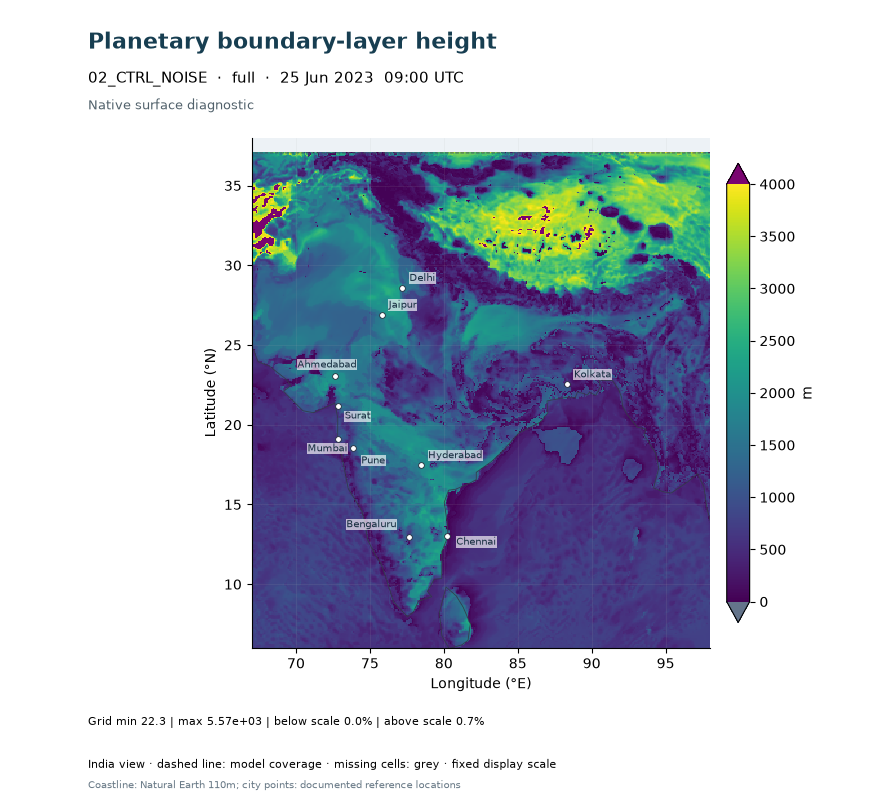 Planetary boundary-layer height
02_CTRL_NOISE · full · 25 Jun 2023 09:00 UTC
Native surface diagnostic
35
30
25
20
15
10
Latitude (°N)
Delhi
Jaipur
Ahmedabad
Kolkata
Surat
Mumbai
Pune
Hyderabad
Bengaluru
Chennai
70
75
80
85
90
95
Longitude (°E)
4000
3500
3000
2500
2000
1500
1000
500
0
m
Grid min 22.3 | max 5.57e+03 | below scale 0.0% | above scale 0.7%
India view · dashed line: model coverage · missing cells: grey · fixed display scale
Coastline: Natural Earth 110m; city points: documented reference locations